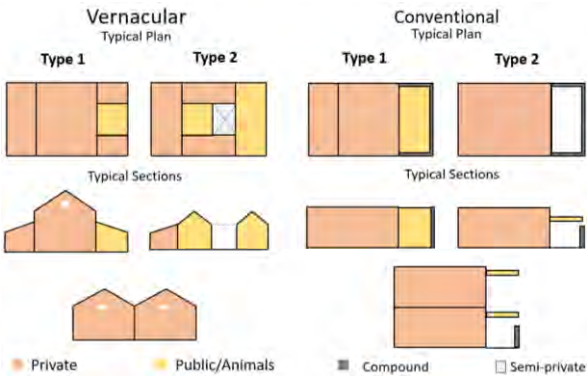 Vernacular
Typical Plan
Type 1
Type 2
Conventional
Typical Plan
Type 1
Type 2
Typical Sections
Typical Sections
Private
Public/Animals
Compound
Semi-private